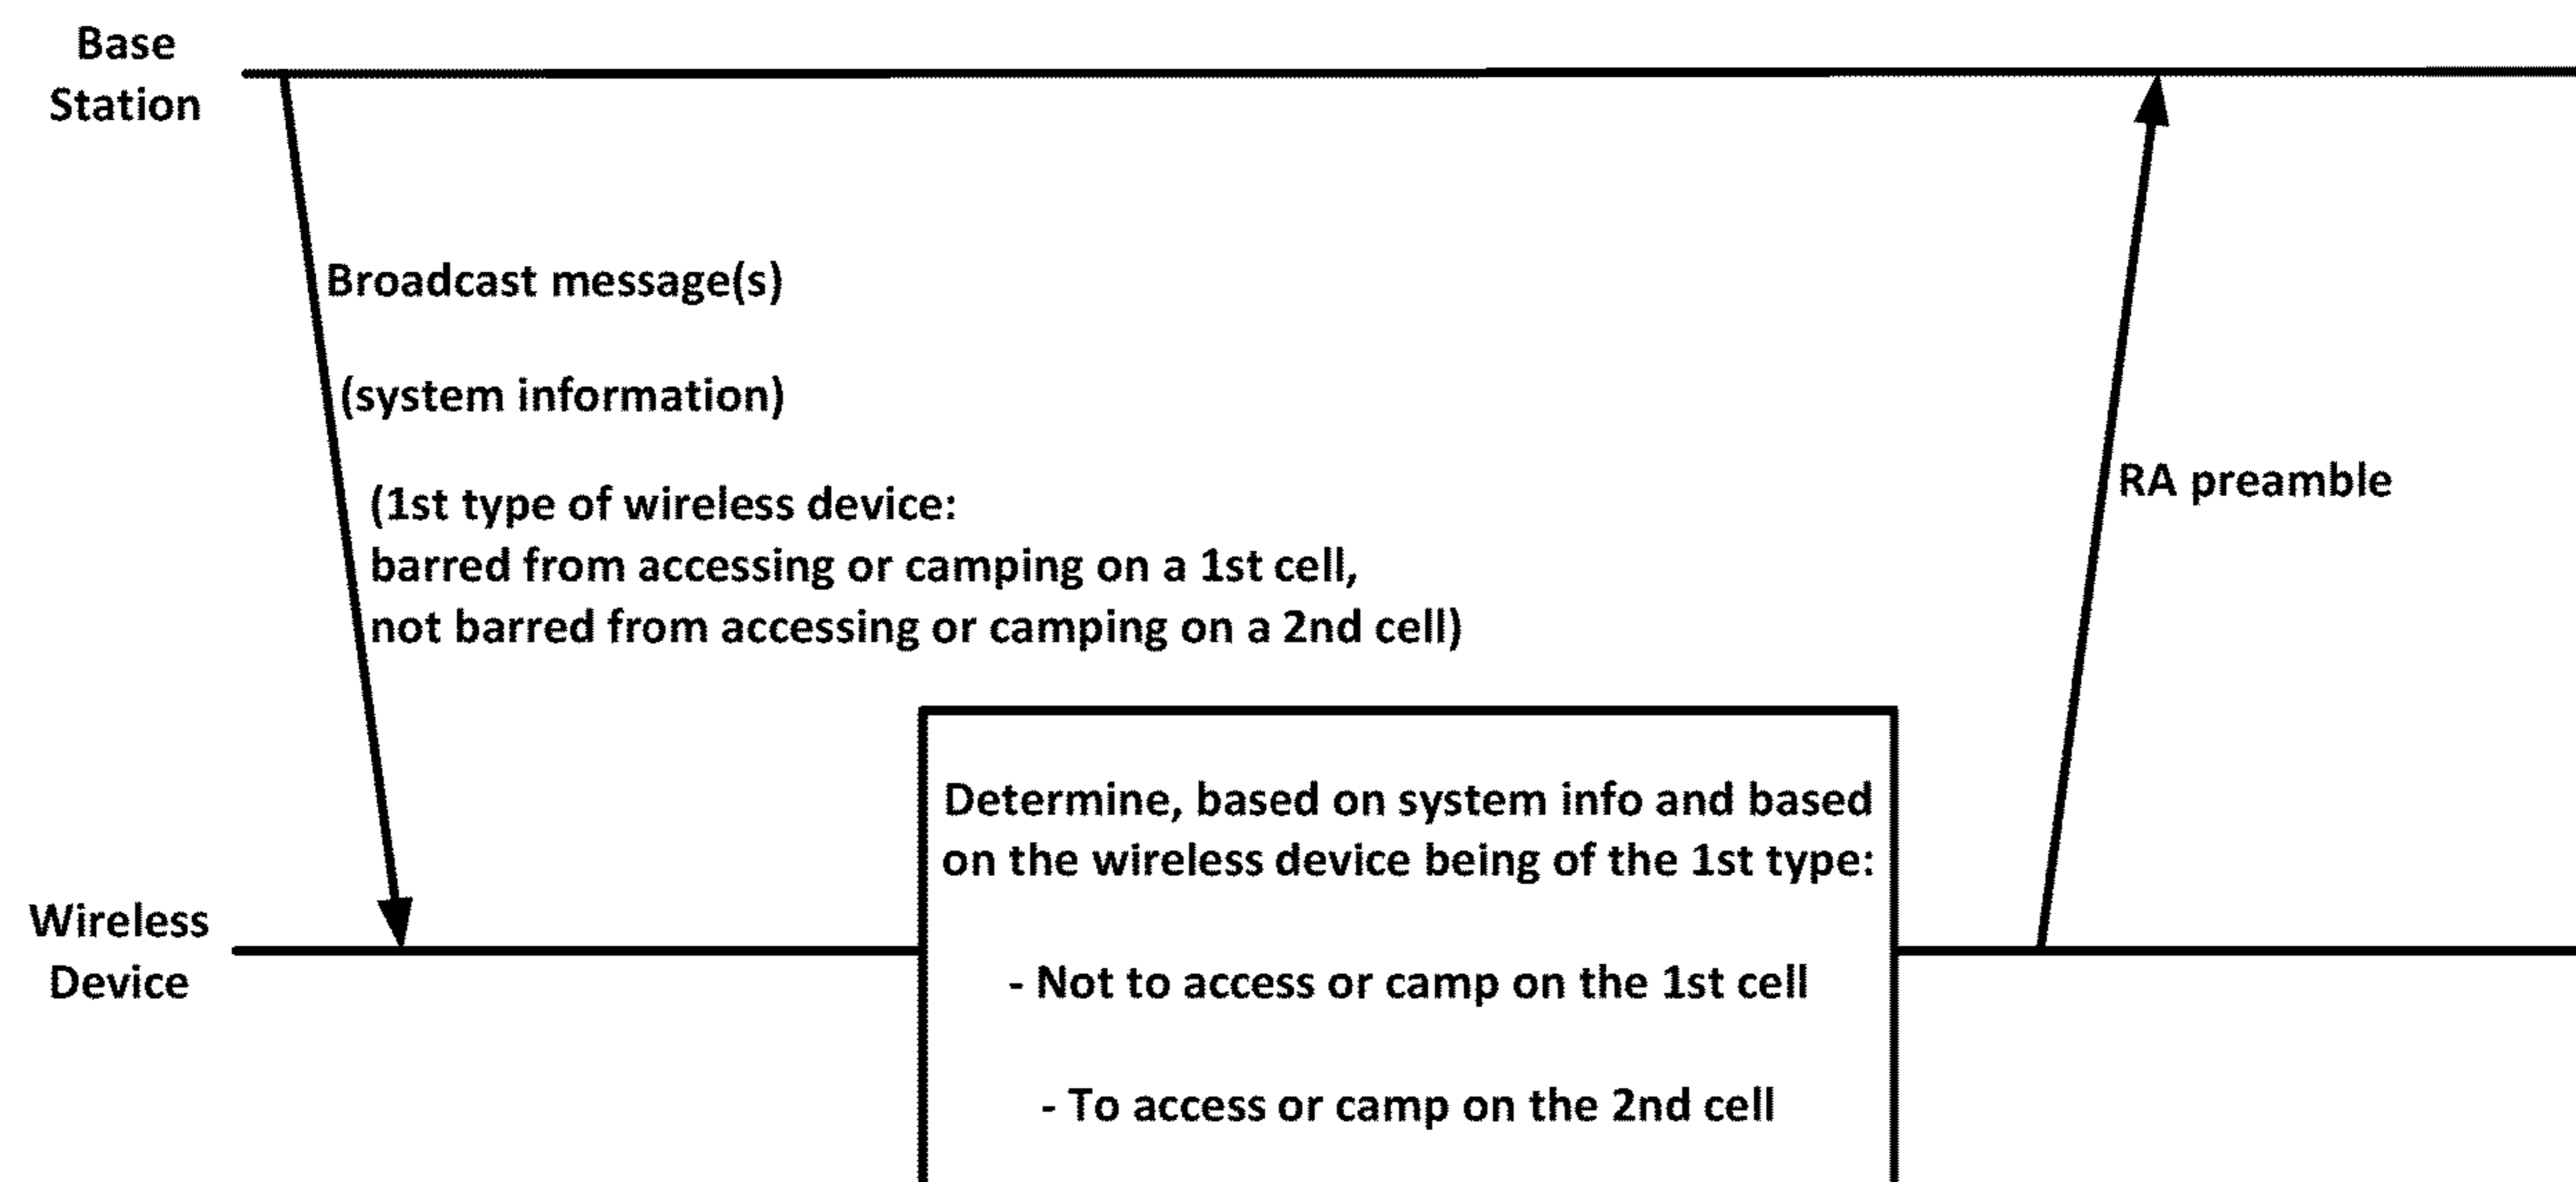 Base
Station
Broadcast message(s)
(system information)
(1st type of wireless device:
barred from accessing or camping on a 1st cell,
not barred from accessing or camping on a 2nd cell)
RA preamble
Determine, based on system info and based
on the wireless device being of the 1st type:
- Not to access or camp on the 1st cell
- To access or camp on the 2nd cell
Wireless
Device